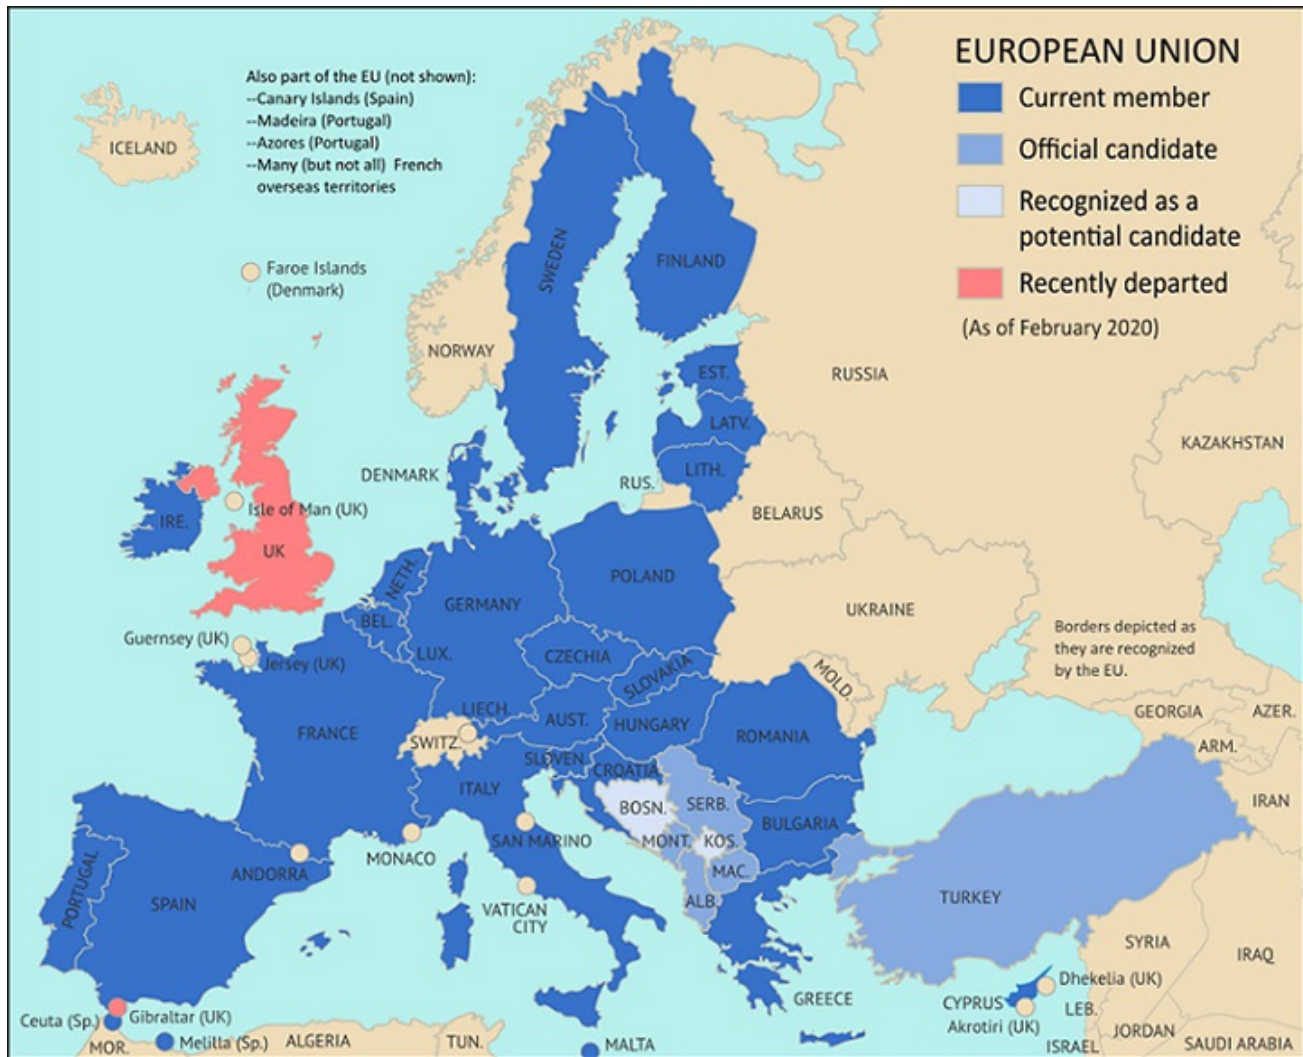 EUROPEAN UNION
Current member
Official candidate
Recognized as a
potential candidate
Recently departed
(As of February 2020)
Also part of the EU (not shown):
--Canary Islands (Spain)
--Madeira (Portugal)
--Azores (Portugal)
--Many (but not all) French
overseas territories
ICELAND
Faroe Islands
(Denmark)
SWEDEN
FINLAND
NORWAY
RUSSIA
EST.
LATV.
LITH.
KAZAKHSTAN
DENMARK
RUS.
BELARUS
Isle of Man (UK)
IRE.
UK
NETH.
POLAND
GERMANY
BEL.
UKRAINE
Guernsey (UK)
Jersey (UK)
LUX.
CZECHIA
SLOVAKIA
MOLD.
Borders depicted as
they are recognized
by the EU.
LIECH.
AUST.
HUNGARY
FRANCE
SWITZ.
ROMANIA
GEORGIA
AZER.
ARM.
SLOVEN.
CROATIA
ITALY
BOSN.
SERB.
IRAN
BULGARIA
SAN MARINO
MONT.
KOS.
MONACO
ANDORRA
MAC.
PORTUGAL
SPAIN
ALB.
TURKEY
VATICAN
CITY
SYRIA
IRAQ
Dhekelia (UK)
GREECE
CYPRUS
LEB.
Akrotiri (UK)
Ceuta (Sp.)
Gibraltar (UK)
JORDAN
MOR.
Melilla (Sp.)
ALGERIA
TUN.
MALTA
ISRAEL
SAUDI ARABIA